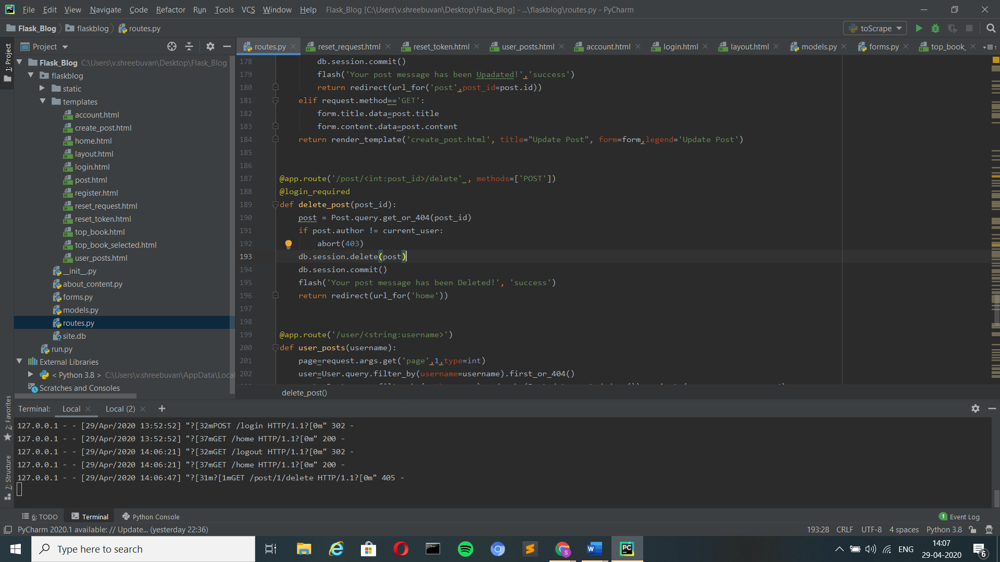 File Edit View Navigate Code Refactor Run Tools VCS Window Help Flask_Blog [C:\Users\v.shreebuvan\Desktop\Flask_Blog] - ...\flaskblog\routes.py - PyCharm
Flask_Blog flaskblog routes.py toScrape
1: Project
Project routes.py reset_request.html reset_token.html user_posts.html account.html login.html layout.html models.py forms.py top_book_ 1
Flask_Blog C:\Users\v.shreebuvan\Desktop\Flask_Blog
flaskblog
static
templates
account.html
create_post.html
home.html
layout.html
login.html
post.html
register.html
reset_request.html
reset_token.html
top_book.html
top_book_selected.html
user_posts.html
__init__.py
about_content.py
forms.py
models.py
routes.py
site.db
run.py
External Libraries
< Python 3.8 > C:\Users\v.shreebuvan\AppData\Loca
Scratches and Consoles
178 db.session.commit()
179 flash('Your post message has been Upadated!','success')
180 return redirect(url_for('post',post_id=post.id))
181 elif request.method=='GET':
182 form.title.data=post.title
183 form.content.data=post.content
184 return render_template('create_post.html', title="Update Post", form=form,legend='Update Post')
185
186
187 @app.route('/post/<int:post_id>/delete' , methods=['POST'])
188 @login_required
189 def delete_post(post_id):
190 post = Post.query.get_or_404(post_id)
191 if post.author != current_user:
192 abort(403)
193 db.session.delete(post)
194 db.session.commit()
195 flash('Your post message has been Deleted!', 'success')
196 return redirect(url_for('home'))
197
198
199 @app.route('/user/<string:username>')
200 def user_posts(username):
201 page=request.args.get('page',1,type=int)
202 user=User.query.filter_by(username=username).first_or_404()
delete_post()
2: Favorites
7: Structure
Terminal: Local Local (2) +
127.0.0.1 - - [29/Apr/2020 13:52:52] "?[32mPOST /login HTTP/1.1?[0m" 302 -
127.0.0.1 - - [29/Apr/2020 13:52:52] "?[37mGET /home HTTP/1.1?[0m" 200 -
127.0.0.1 - - [29/Apr/2020 14:06:21] "?[32mGET /logout HTTP/1.1?[0m" 302 -
127.0.0.1 - - [29/Apr/2020 14:06:21] "?[37mGET /home HTTP/1.1?[0m" 200 -
127.0.0.1 - - [29/Apr/2020 14:06:47] "?[31m?[1mGET /post/1/delete HTTP/1.1?[0m" 405 -
6: TODO Terminal Python Console 1 Event Log
PyCharm 2020.1 available: // Update... (yesterday 22:36) 193:28 CRLF UTF-8 4 spaces Python 3.8
Type here to search ENG 14:07
29-04-2020 6